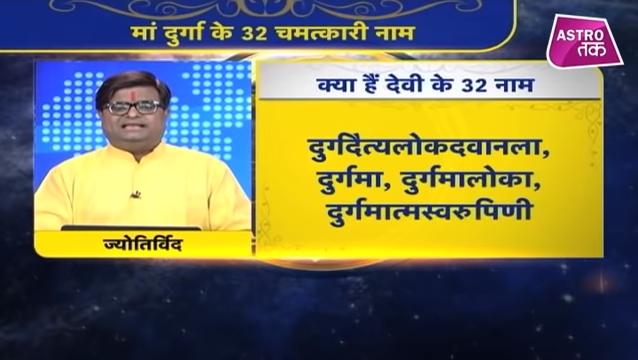 मां दुर्गा के 32 चमत्कारी नाम
ASTRO
तक
क्या हैं देवी के 32 नाम
दुर्गदैत्यलोकदवानला,
दुर्गमा, दुर्गमालोका,
दुर्गमात्मस्वरुपिणी
ज्योतिर्विद